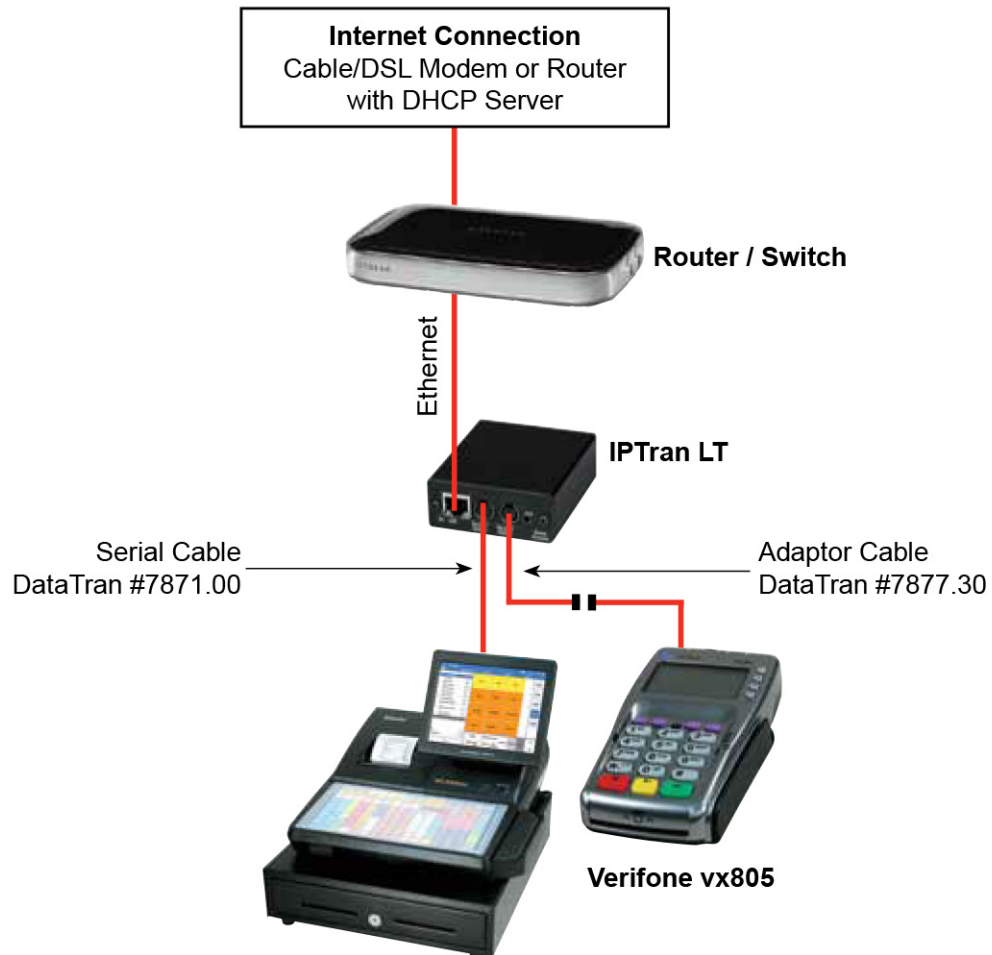 Internet Connection
Cable/DSL Modem or Router
with DHCP Server
Router / Switch
Ethernet
IPTran LT
Serial Cable
DataTran #7871.00
Adaptor Cable
DataTran #7877.30
Verifone vx805